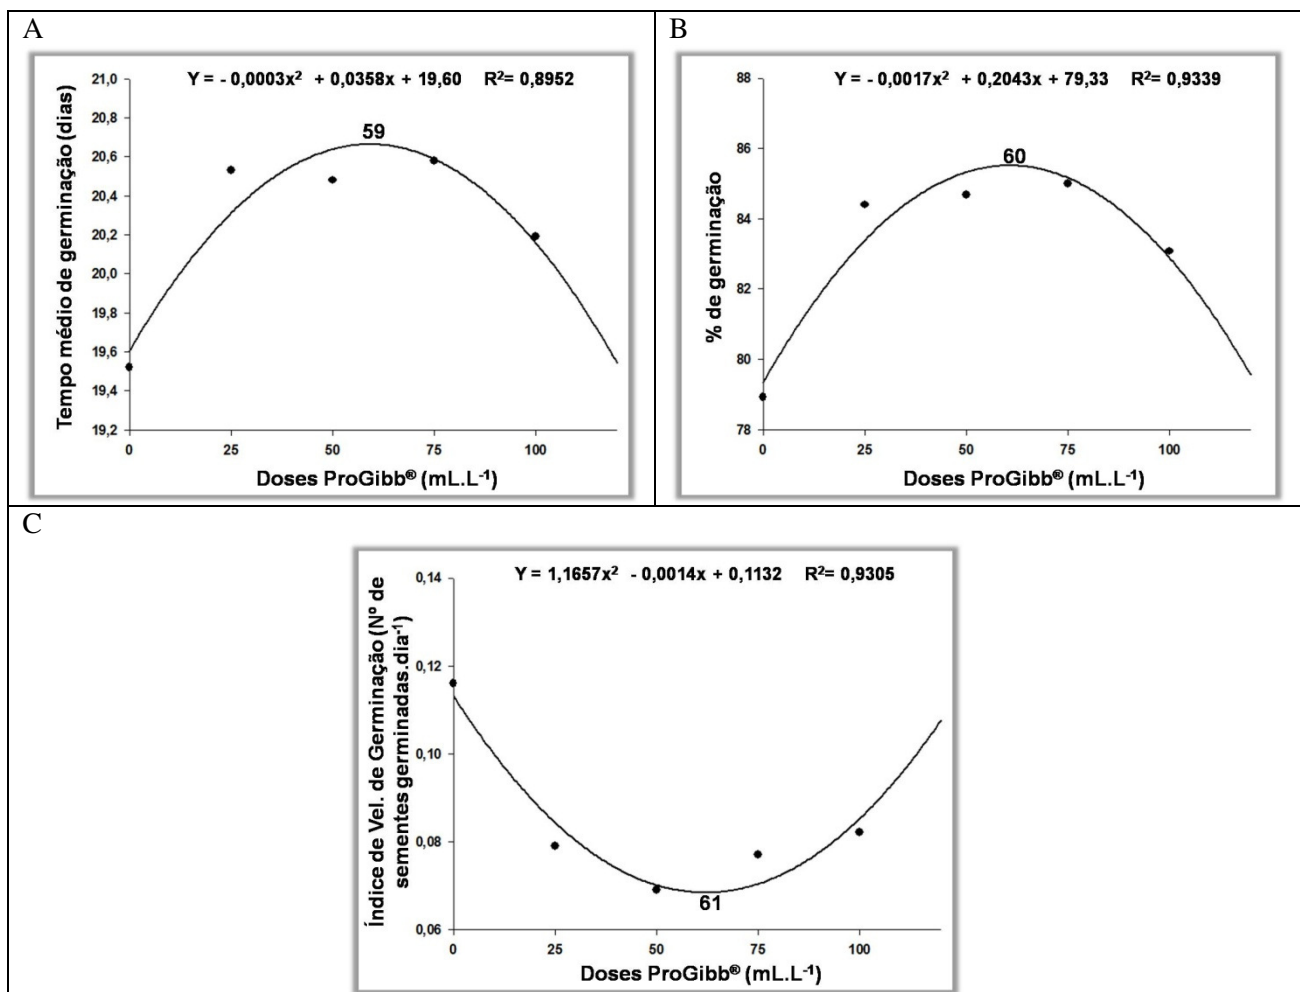 A
Y = - 0,0003x² + 0,0358x + 19,60 R²= 0,8952
Tempo médio de germinação (dias)
21,0
20,8
20,6
20,4
20,2
20,0
19,8
19,6
19,4
19,2
59
0 25 50 75 100
Doses ProGibb® (mL.L⁻¹)
B
Y = - 0,0017x² + 0,2043x + 79,33 R²= 0,9339
% de germinação
88
86
84
82
80
78
60
0 25 50 75 100
Doses ProGibb® (mL.L⁻¹)
C
Y = 1,1657x² - 0,0014x + 0,1132 R²= 0,9305
Índice de Vel. de Germinação (Nº de
sementes germinadas.dia⁻¹)
0,14
0,12
0,10
0,08
0,06
61
0 25 50 75 100
Doses ProGibb® (mL.L⁻¹)